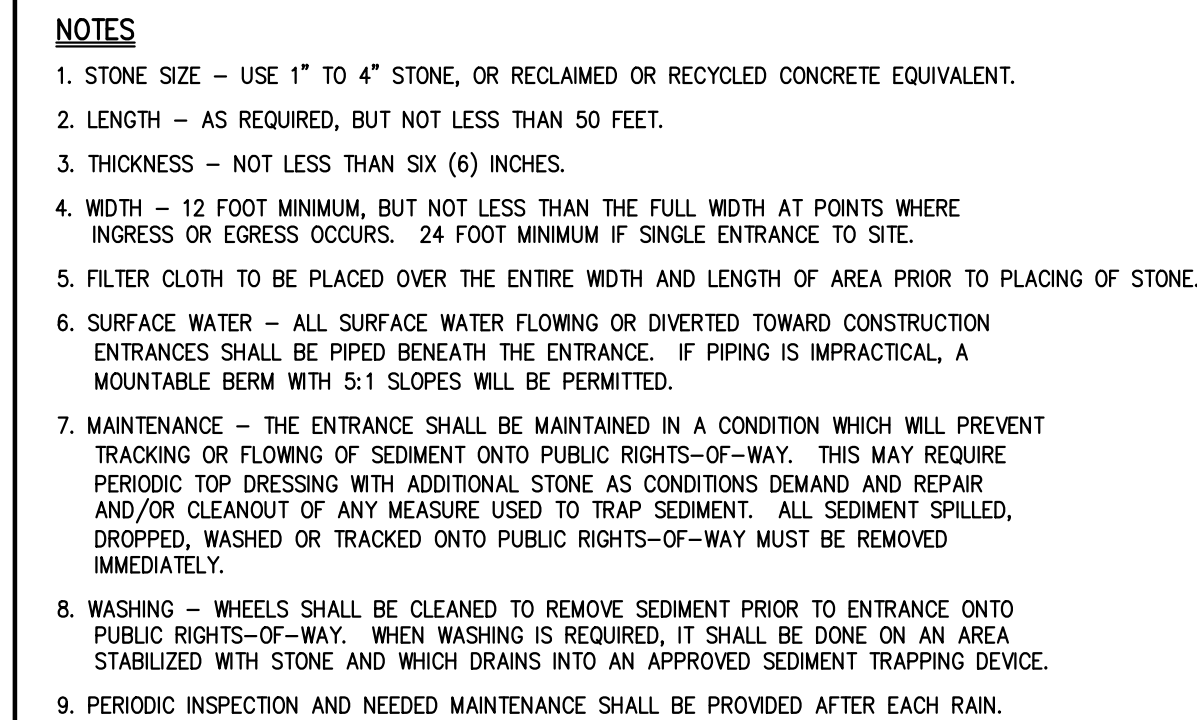 NOTES
1. STONE SIZE – USE 1" TO 4" STONE, OR RECLAIMED OR RECYCLED CONCRETE EQUIVALENT.
2. LENGTH – AS REQUIRED, BUT NOT LESS THAN 50 FEET.
3. THICKNESS – NOT LESS THAN SIX (6) INCHES.
4. WIDTH – 12 FOOT MINIMUM, BUT NOT LESS THAN THE FULL WIDTH AT POINTS WHERE
INGRESS OR EGRESS OCCURS. 24 FOOT MINIMUM IF SINGLE ENTRANCE TO SITE.
5. FILTER CLOTH TO BE PLACED OVER THE ENTIRE WIDTH AND LENGTH OF AREA PRIOR TO PLACING OF STONE.
6. SURFACE WATER – ALL SURFACE WATER FLOWING OR DIVERTED TOWARD CONSTRUCTION
ENTRANCES SHALL BE PIPED BENEATH THE ENTRANCE. IF PIPING IS IMPRACTICAL, A
MOUNTABLE BERM WITH 5:1 SLOPES WILL BE PERMITTED.
7. MAINTENANCE – THE ENTRANCE SHALL BE MAINTAINED IN A CONDITION WHICH WILL PREVENT
TRACKING OR FLOWING OF SEDIMENT ONTO PUBLIC RIGHTS–OF–WAY. THIS MAY REQUIRE
PERIODIC TOP DRESSING WITH ADDITIONAL STONE AS CONDITIONS DEMAND AND REPAIR
AND/OR CLEANOUT OF ANY MEASURE USED TO TRAP SEDIMENT. ALL SEDIMENT SPILLED,
DROPPED, WASHED OR TRACKED ONTO PUBLIC RIGHTS–OF–WAY MUST BE REMOVED
IMMEDIATELY.
8. WASHING – WHEELS SHALL BE CLEANED TO REMOVE SEDIMENT PRIOR TO ENTRANCE ONTO
PUBLIC RIGHTS–OF–WAY. WHEN WASHING IS REQUIRED, IT SHALL BE DONE ON AN AREA
STABILIZED WITH STONE AND WHICH DRAINS INTO AN APPROVED SEDIMENT TRAPPING DEVICE.
9. PERIODIC INSPECTION AND NEEDED MAINTENANCE SHALL BE PROVIDED AFTER EACH RAIN.